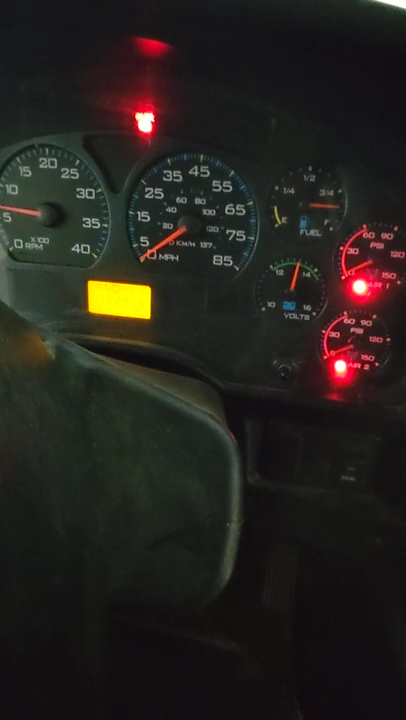 5 10 15 20 25 30 35 40
0 X100
RPM
5 15 25 35 45 55 65 75 85
20 40 60 80 100 120
0 KM/H 137
MPH
E 1/4 1/2 3/4 F
FUEL
10 12 14 16
VOLTS
0 30 60 90 120 150
PSI
AIR 1
30 60 90 120 150
PSI
AIR 2